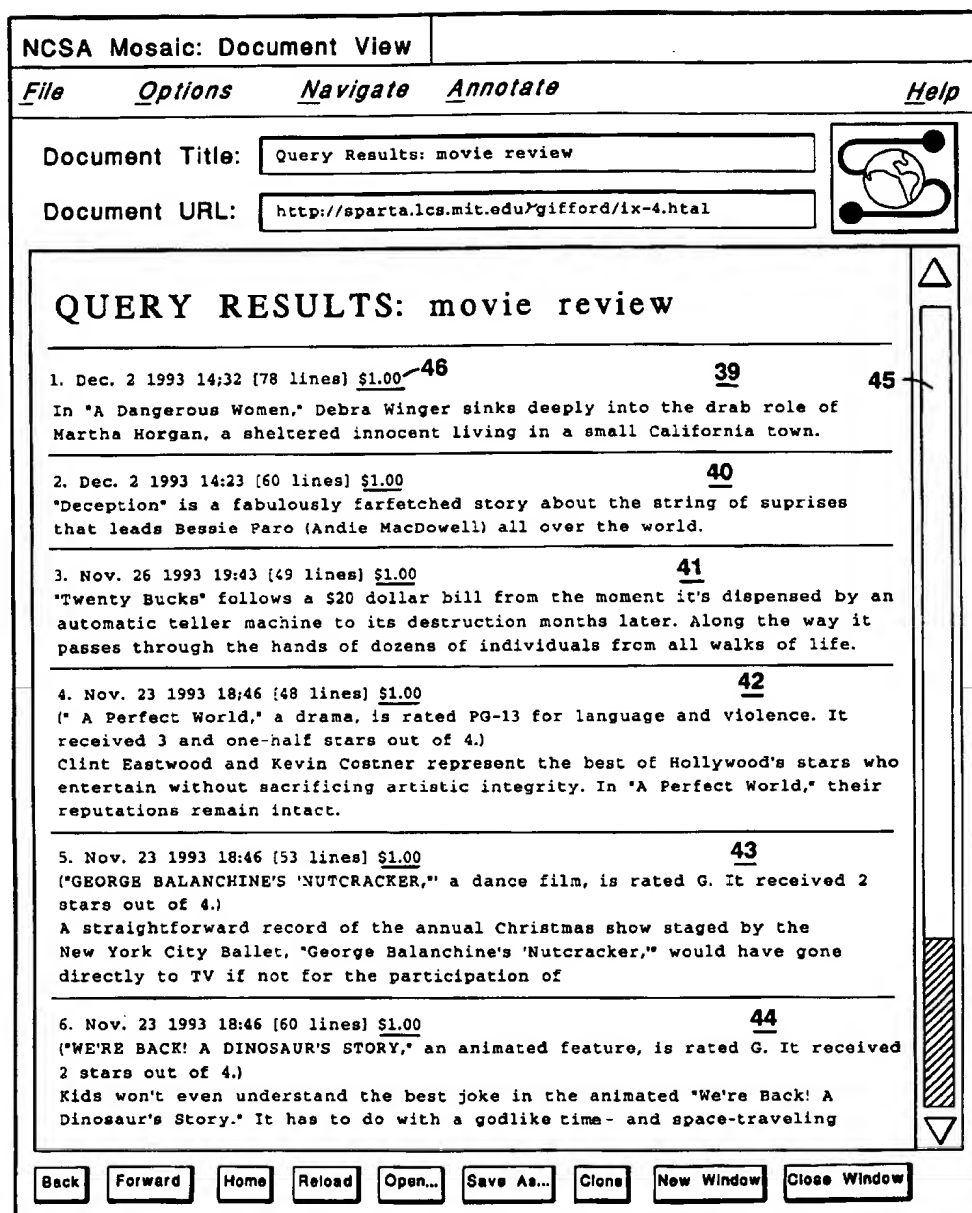 NCSA Mosaic: Document View
File Options Navigate Annotate Help
Document Title: Query Results: movie review
Document URL: http://sparta.lcs.mit.edu/~gifford/ix-4.htal
QUERY RESULTS: movie review
1. Dec. 2 1993 14;32 [78 lines] $1.00 46 39 45
In "A Dangerous Women," Debra Winger sinks deeply into the drab role of
Martha Horgan, a sheltered innocent living in a small California town.
2. Dec. 2 1993 14:23 [60 lines] $1.00 40
"Deception" is a fabulously farfetched story about the string of suprises
that leads Bessie Faro (Andie MacDowell) all over the world.
3. Nov. 26 1993 19:43 [49 lines] $1.00 41
"Twenty Bucks" follows a $20 dollar bill from the moment it's dispensed by an
automatic teller machine to its destruction months later. Along the way it
passes through the hands of dozens of individuals from all walks of life.
4. Nov. 23 1993 18;46 [48 lines] $1.00 42
(" A Perfect World," a drama, is rated PG-13 for language and violence. It
received 3 and one-half stars out of 4.)
Clint Eastwood and Kevin Costner represent the best of Hollywood's stars who
entertain without sacrificing artistic integrity. In "A Perfect World," their
reputations remain intact.
5. Nov. 23 1993 18:46 [53 lines] $1.00 43
("GEORGE BALANCHINE'S 'NUTCRACKER,'" a dance film, is rated G. It received 2
stars out of 4.)
A straightforward record of the annual Christmas show staged by the
New York City Ballet, "George Balanchine's 'Nutcracker,'" would have gone
directly to TV if not for the participation of
6. Nov. 23 1993 18:46 [60 lines] $1.00 44
("WE'RE BACK! A DINOSAUR'S STORY," an animated feature, is rated G. It received
2 stars out of 4.)
Kids won't even understand the best joke in the animated "We're Back! A
Dinosaur's Story." It has to do with a godlike time- and space-traveling
Back Forward Home Reload Open... Save As... Clone New Window Close Window